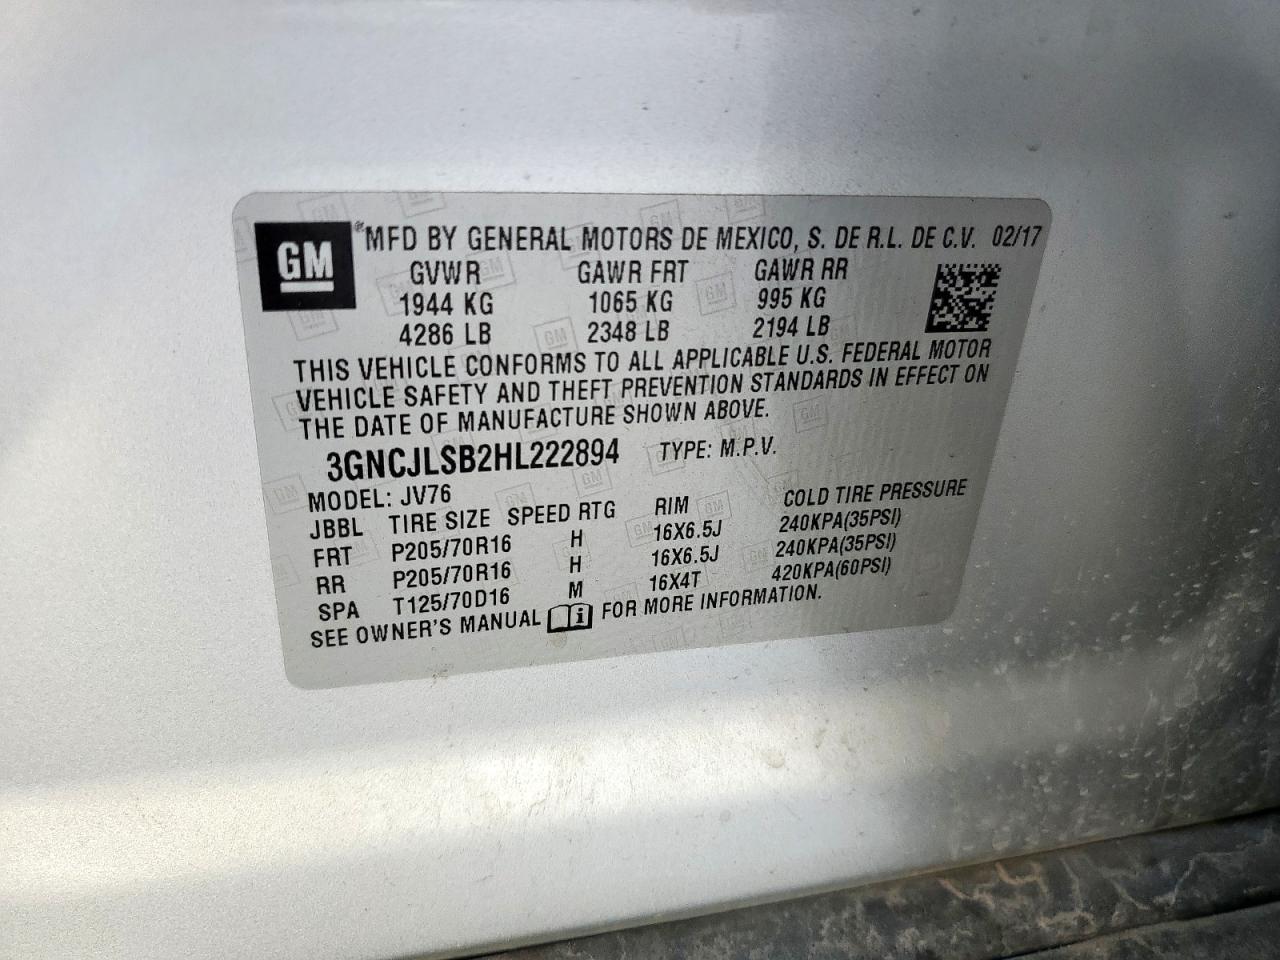 GM ® MFD BY GENERAL MOTORS DE MEXICO, S. DE R.L. DE C.V. 02/17
GVWR GAWR FRT GAWR RR
1944 KG 1065 KG 995 KG
4286 LB 2348 LB 2194 LB
THIS VEHICLE CONFORMS TO ALL APPLICABLE U.S. FEDERAL MOTOR
VEHICLE SAFETY AND THEFT PREVENTION STANDARDS IN EFFECT ON
THE DATE OF MANUFACTURE SHOWN ABOVE.
3GNCJLSB2HL222894 TYPE: M.P.V.
MODEL: JV76
JBBL TIRE SIZE SPEED RTG RIM COLD TIRE PRESSURE
FRT P205/70R16 H 16X6.5J 240KPA(35PSI)
RR P205/70R16 H 16X6.5J 240KPA(35PSI)
SPA T125/70D16 M 16X4T 420KPA(60PSI)
SEE OWNER'S MANUAL FOR MORE INFORMATION.